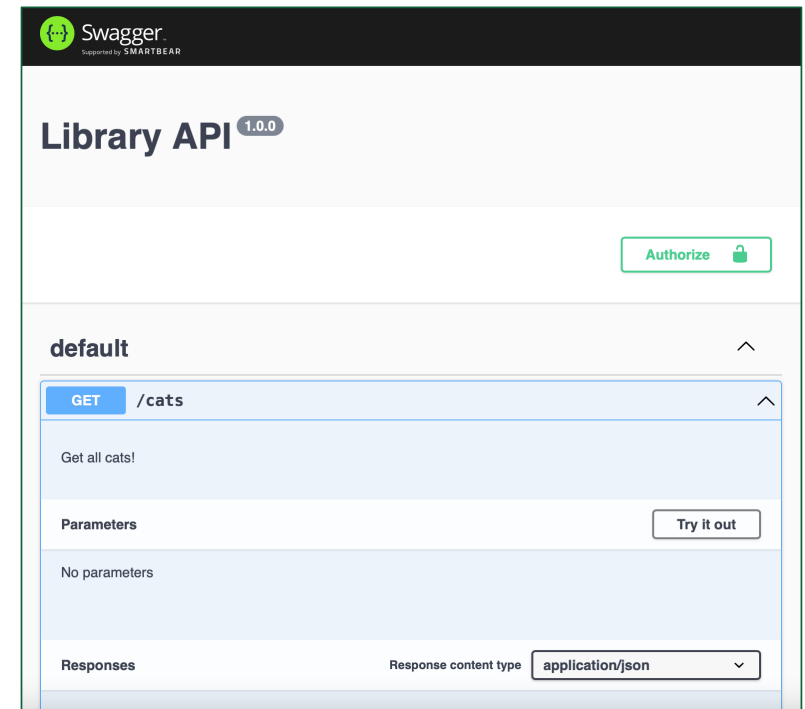 {··} Swagger.
Supported by SMARTBEAR
Library API 1.0.0
Authorize
default
GET /cats
Get all cats!
Parameters Try it out
No parameters
Responses Response content type application/json